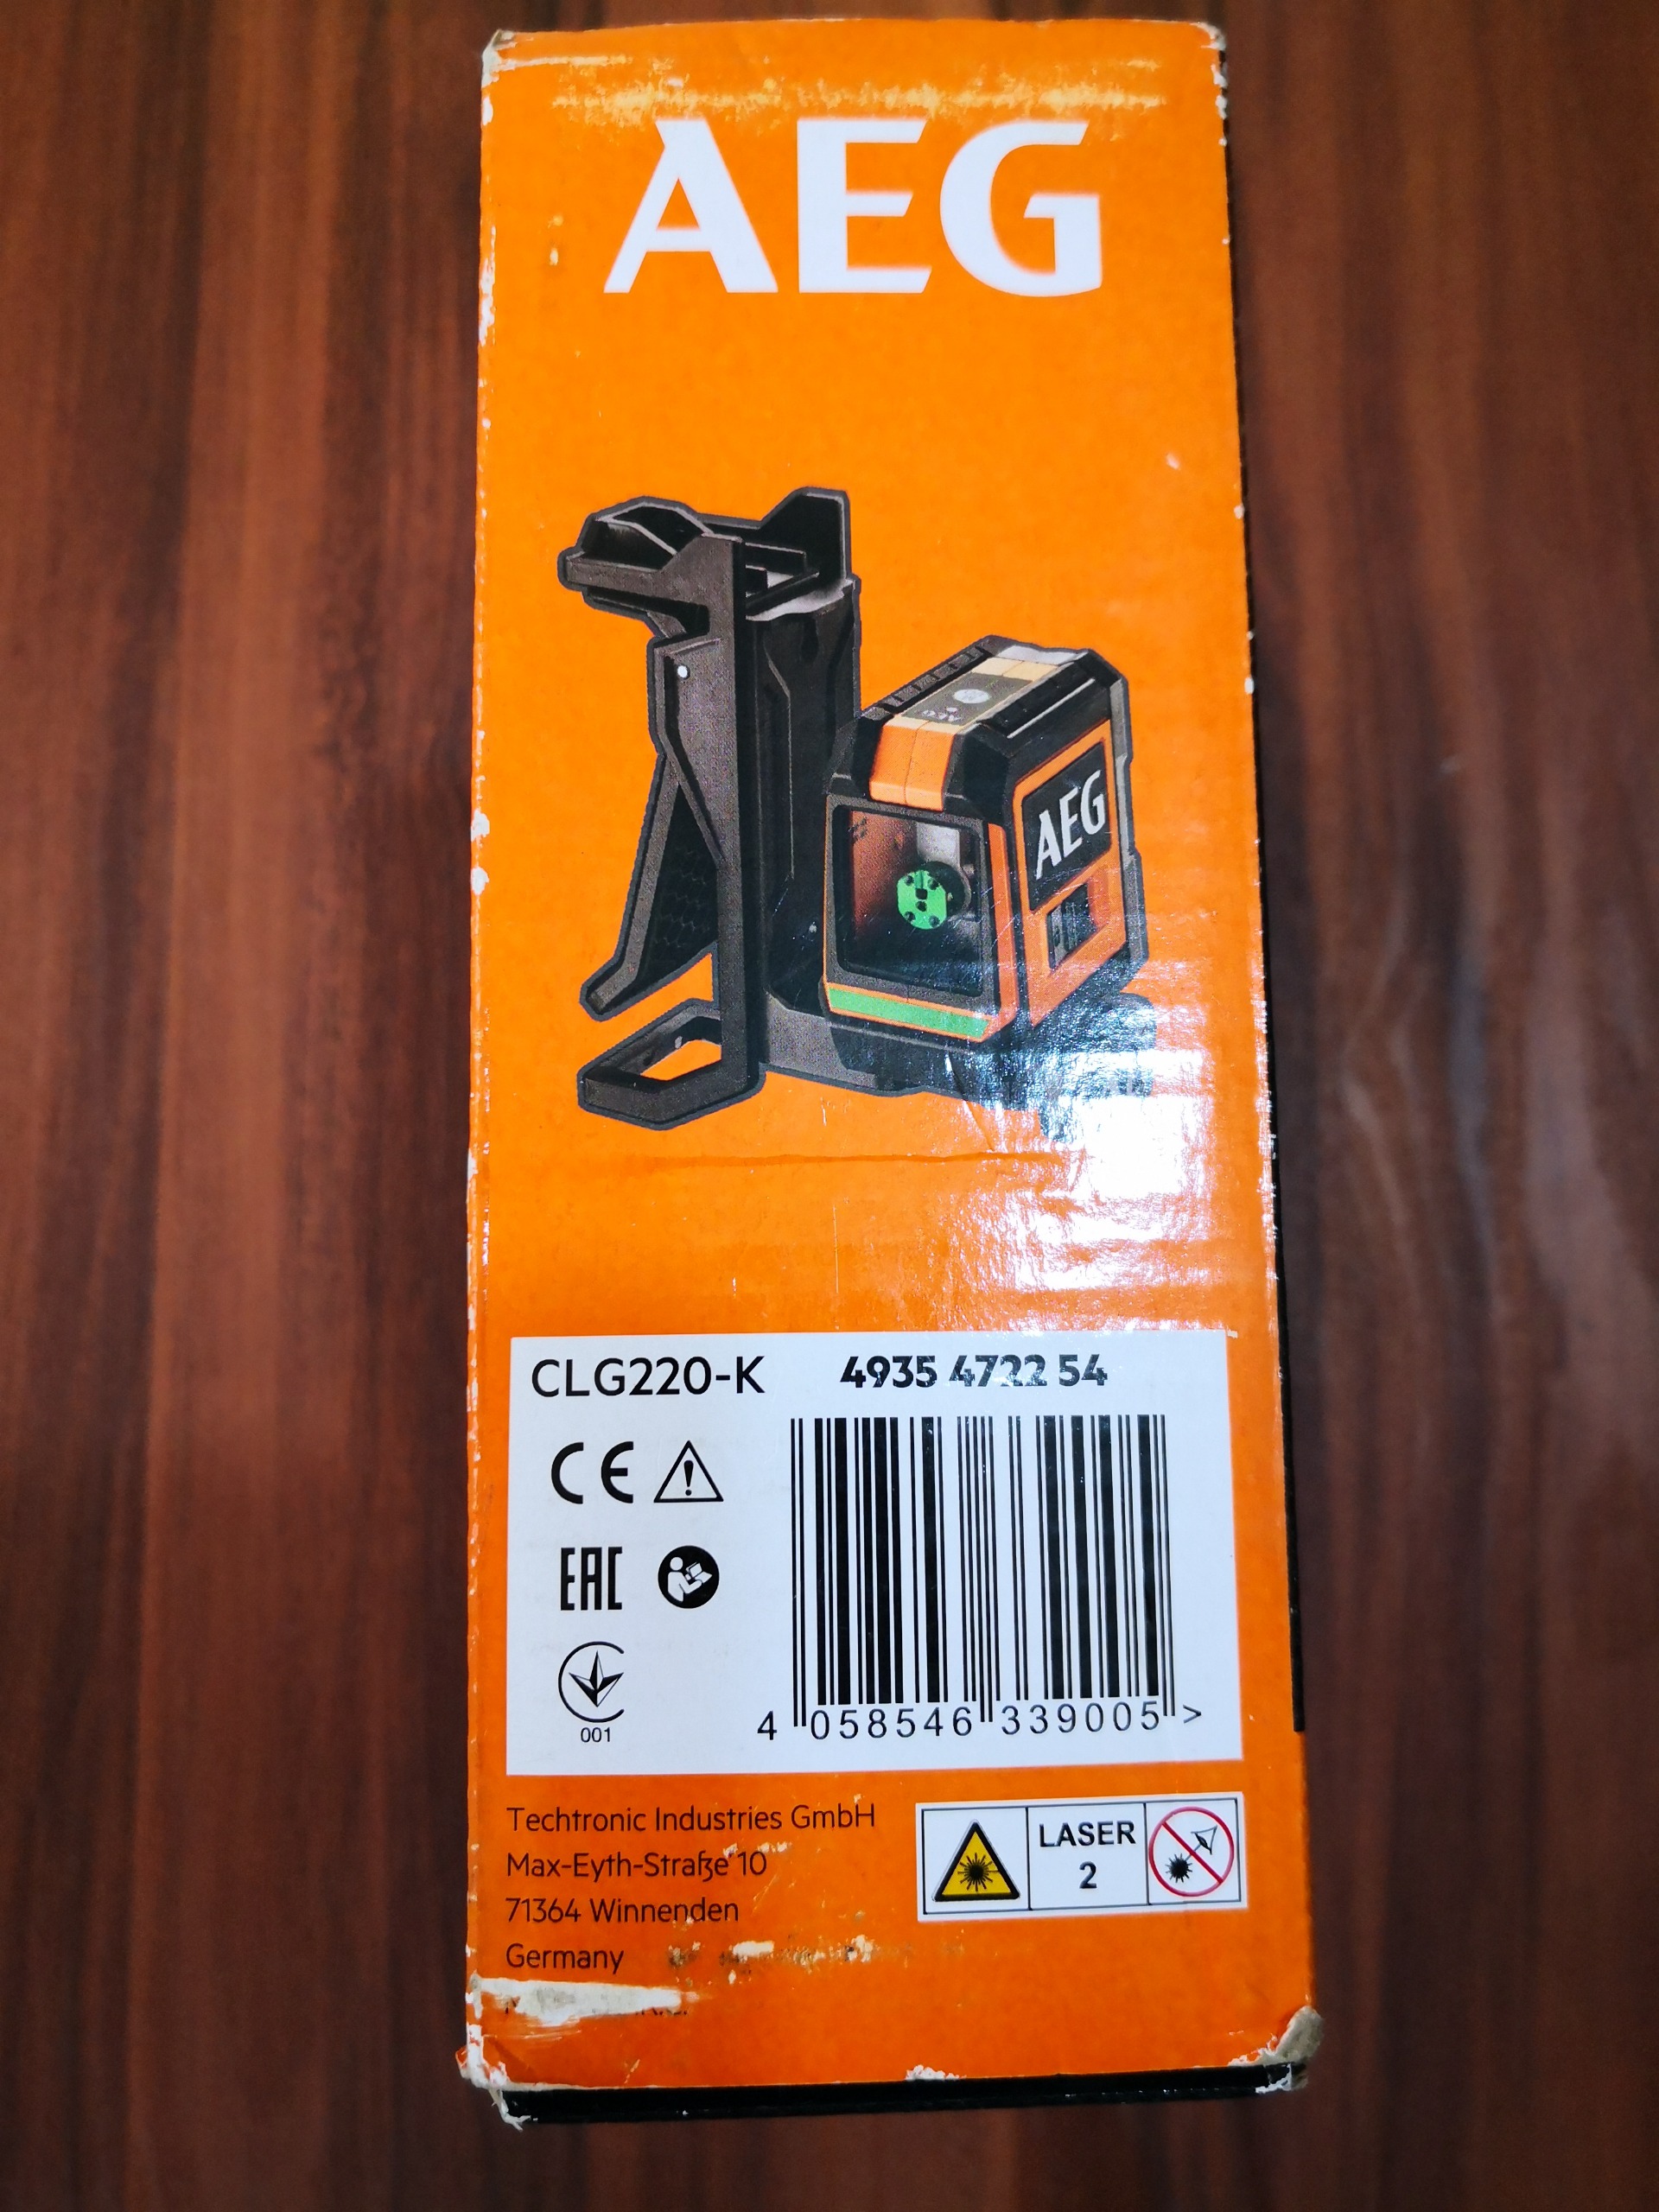 AEG
AEG
AEG
CLG220-K 4935 4722 54
CE
EAC
001
4 058546 339005 >
Techtronic Industries GmbH
Max-Eyth-Straße 10
71364 Winnenden
Germany
LASER
2